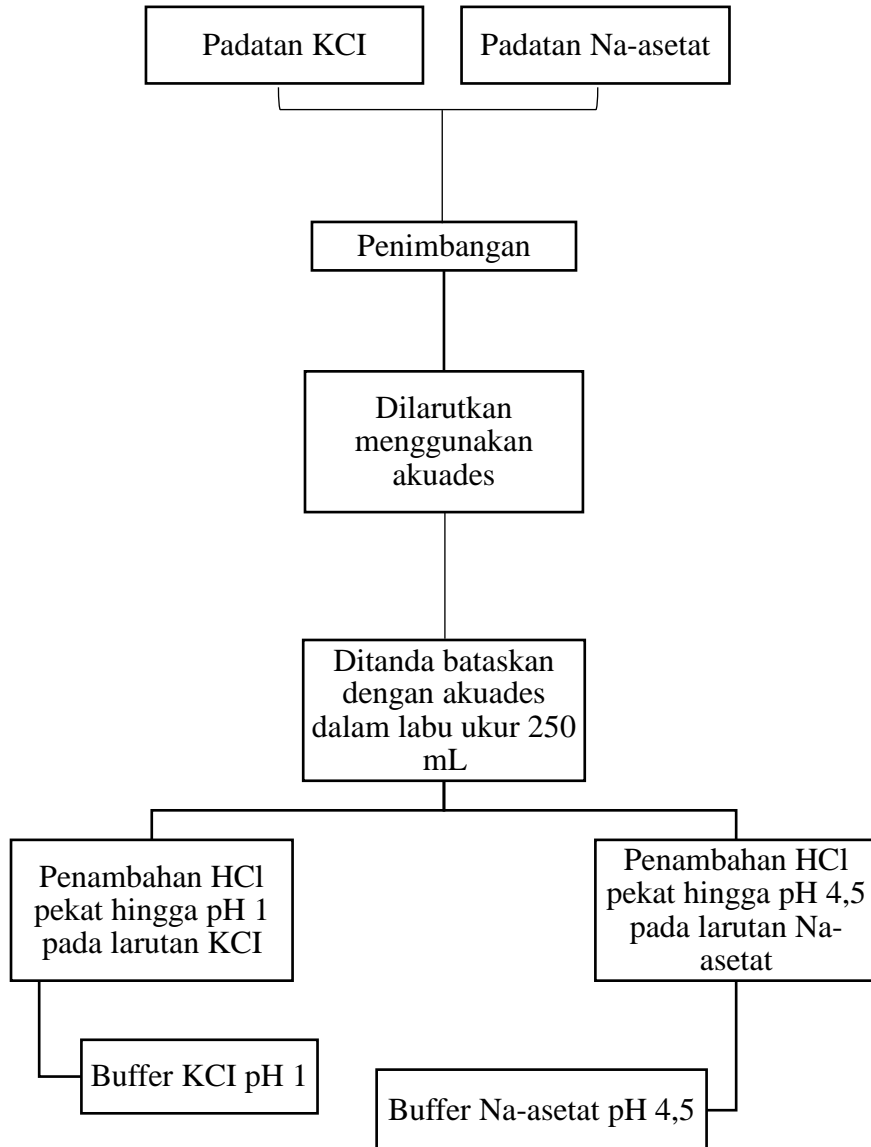 Padatan KCI
Padatan Na-asetat
Penimbangan
Dilarutkan
menggunakan
akuades
Ditanda bataskan
dengan akuades
dalam labu ukur 250
mL
Penambahan HCl
pekat hingga pH 1
pada larutan KCI
Penambahan HCl
pekat hingga pH 4,5
pada larutan Na-
asetat
Buffer KCI pH 1
Buffer Na-asetat pH 4,5